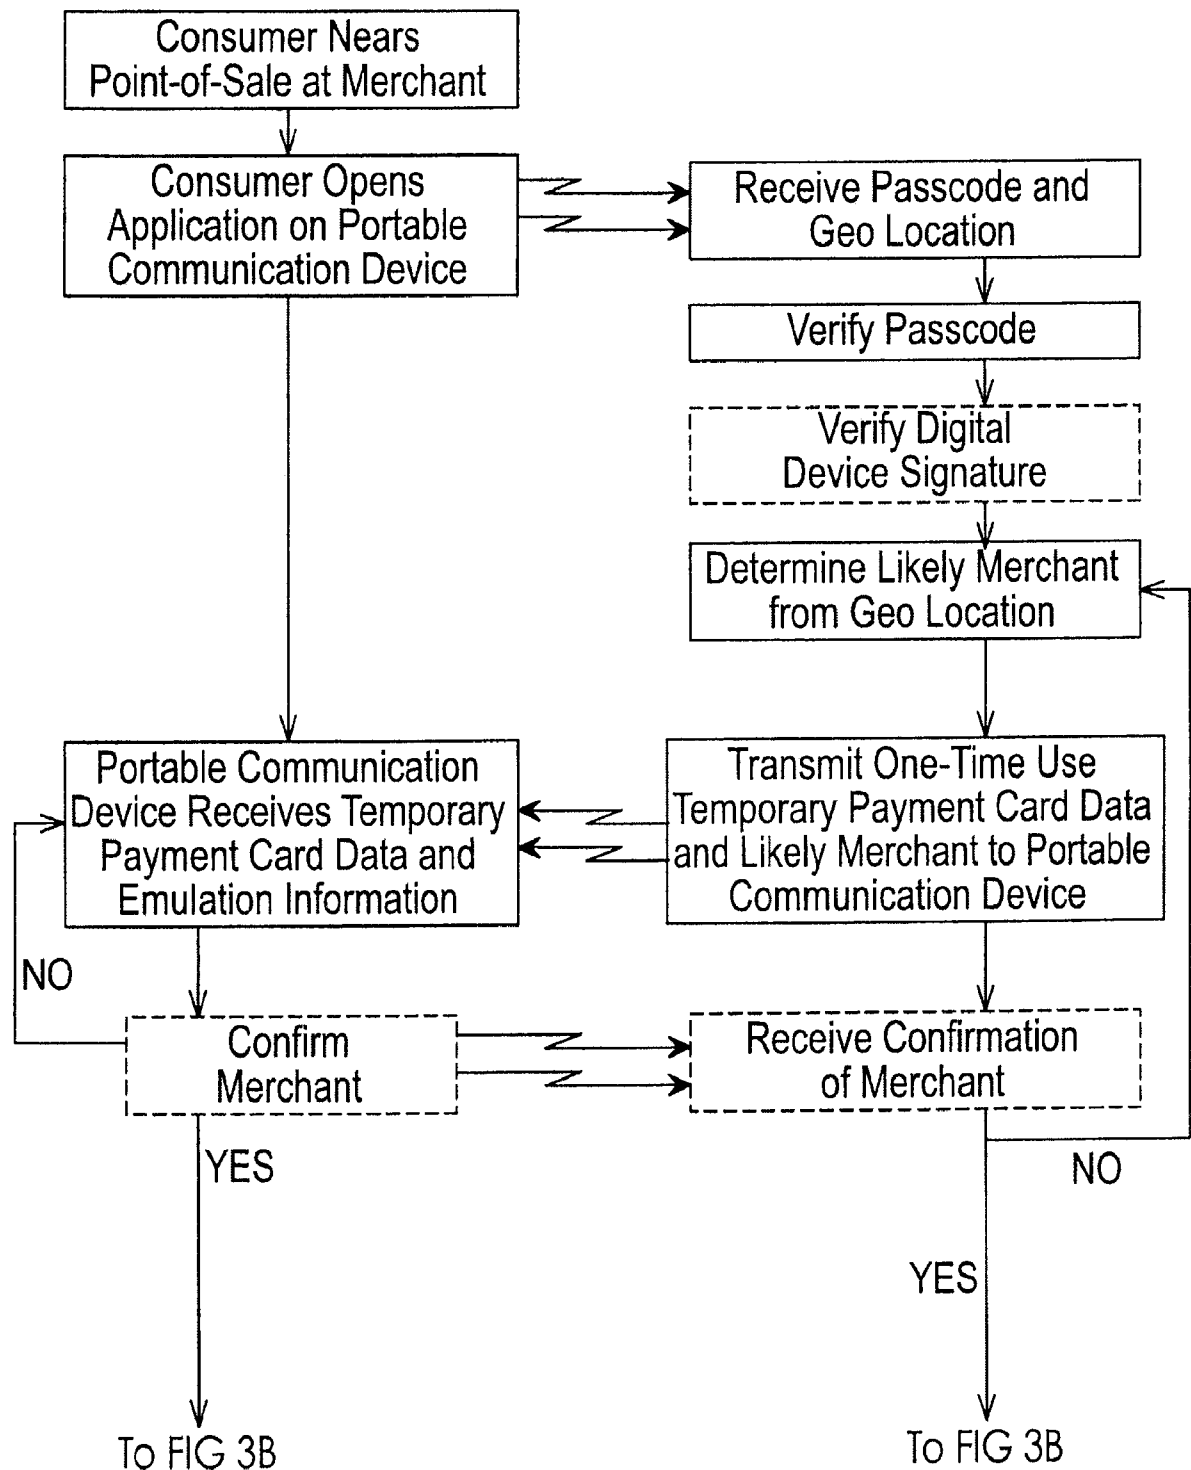 Consumer Nears
Point-of-Sale at Merchant
Consumer Opens
Application on Portable
Communication Device
Receive Passcode and
Geo Location
Verify Passcode
Verify Digital
Device Signature
Determine Likely Merchant
from Geo Location
Portable Communication
Device Receives Temporary
Payment Card Data and
Emulation Information
Transmit One-Time Use
Temporary Payment Card Data
and Likely Merchant to Portable
Communication Device
NO
Confirm
Merchant
Receive Confirmation
of Merchant
YES
NO
YES
To FIG 3B
To FIG 3B